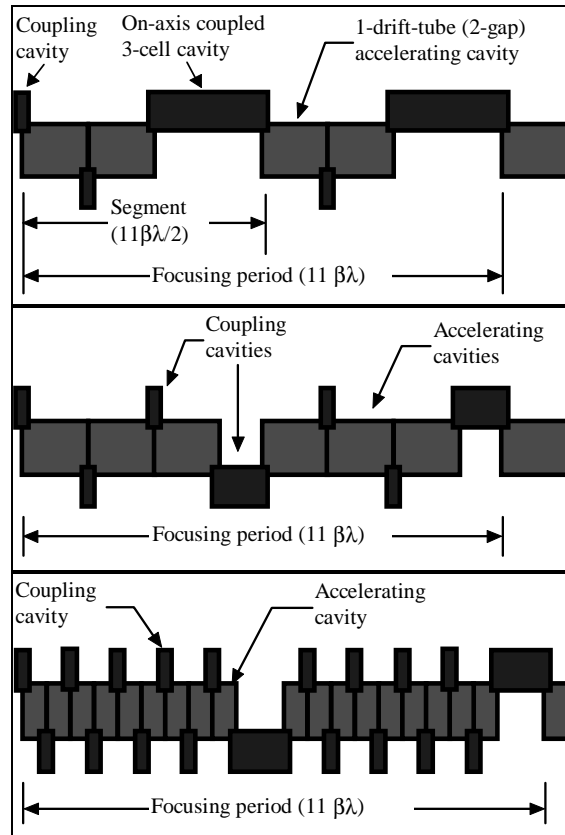 Coupling
cavity
On-axis coupled
3-cell cavity
1-drift-tube (2-gap)
accelerating cavity
Segment
(11βλ/2)
Focusing period (11 βλ)
Coupling
cavities
Accelerating
cavities
Focusing period (11 βλ)
Coupling
cavity
Accelerating
cavity
Focusing period (11 βλ)